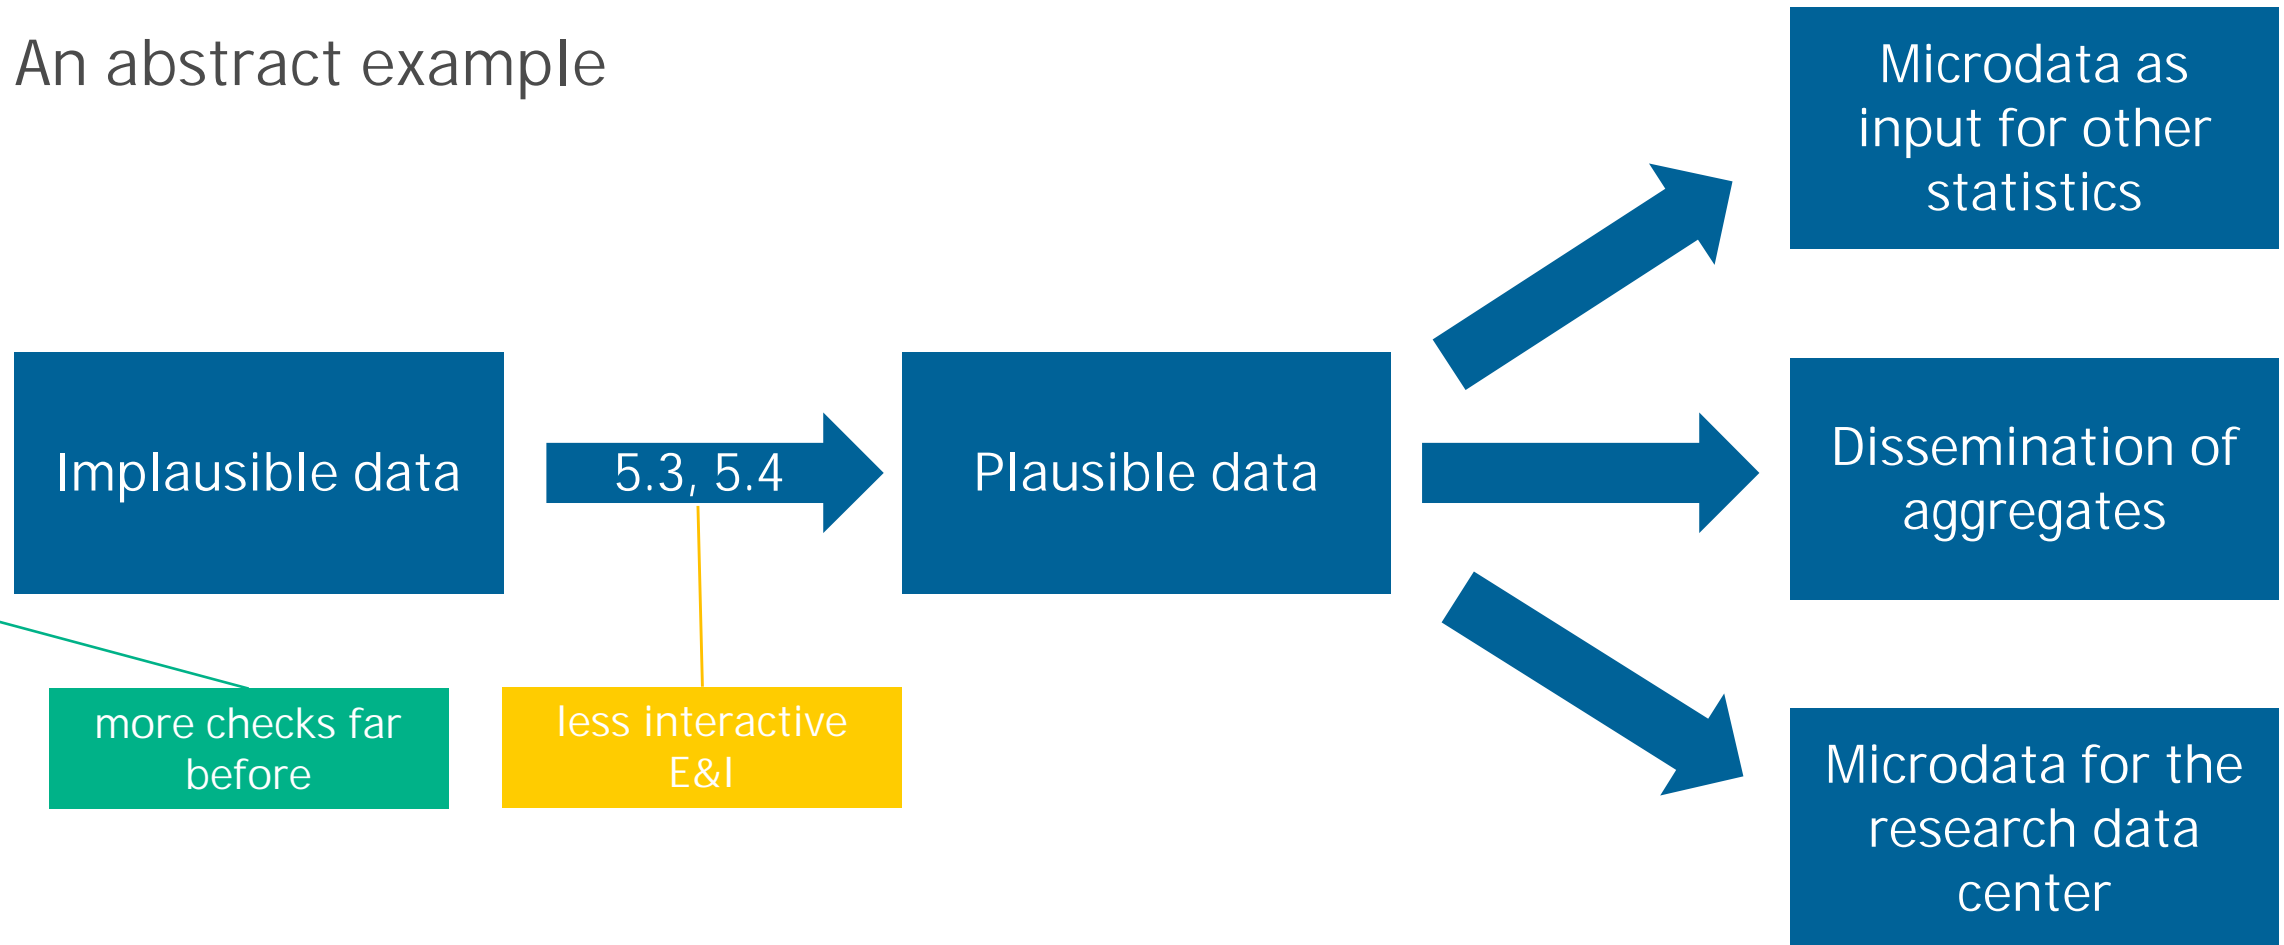 An abstract example
Microdata as
input for other
statistics
Implausible data
5.3, 5.4
Plausible data
Dissemination of
aggregates
more checks far
before
less interactive
E&I
Microdata for the
research data
center